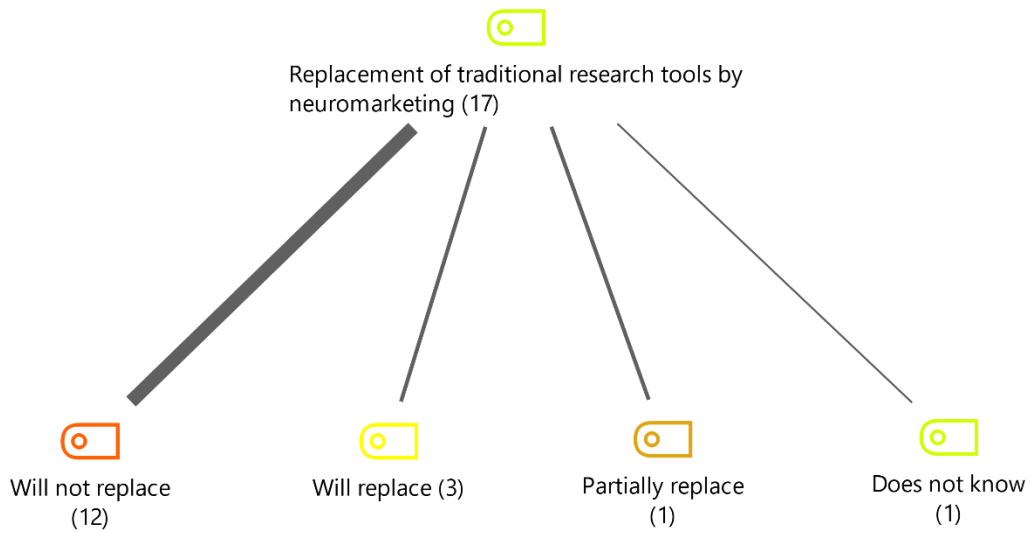 Replacement of traditional research tools by
neuromarketing (17)
Will not replace
(12)
Will replace (3)
Partially replace
(1)
Does not know
(1)